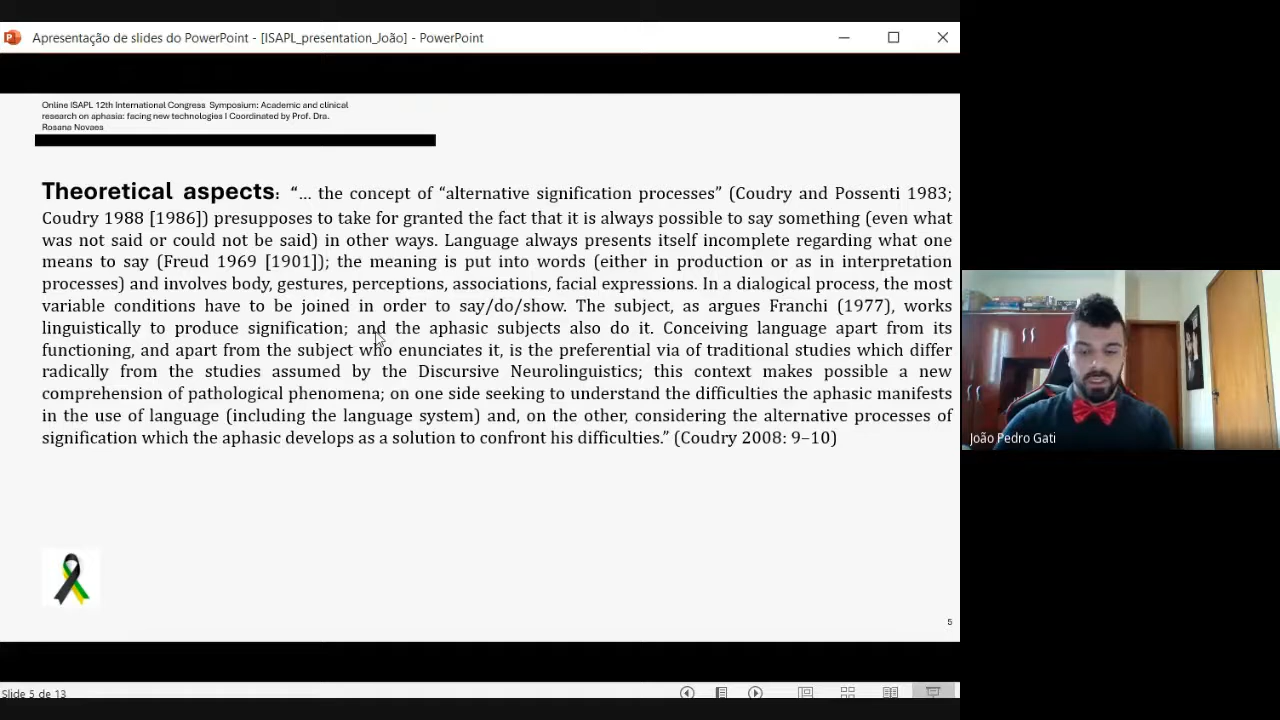 Apresentação de slides do PowerPoint - [ISAPL_presentation_João] - PowerPoint
Online ISAPL 12th International Congress Symposium: Academic and clinical
research on aphasia: facing new technologies I Coordinated by Prof. Dra.
Rosana Novaes
Theoretical aspects: “... the concept of “alternative signification processes” (Coudry and Possenti 1983;
Coudry 1988 [1986]) presupposes to take for granted the fact that it is always possible to say something (even what
was not said or could not be said) in other ways. Language always presents itself incomplete regarding what one
means to say (Freud 1969 [1901]); the meaning is put into words (either in production or as in interpretation
processes) and involves body, gestures, perceptions, associations, facial expressions. In a dialogical process, the most
variable conditions have to be joined in order to say/do/show. The subject, as argues Franchi (1977), works
linguistically to produce signification; and the aphasic subjects also do it. Conceiving language apart from its
functioning, and apart from the subject who enunciates it, is the preferential via of traditional studies which differ
radically from the studies assumed by the Discursive Neurolinguistics; this context makes possible a new
comprehension of pathological phenomena; on one side seeking to understand the difficulties the aphasic manifests
in the use of language (including the language system) and, on the other, considering the alternative processes of
signification which the aphasic develops as a solution to confront his difficulties.” (Coudry 2008: 9–10)
João Pedro Gati
5
Slide 5 de 13